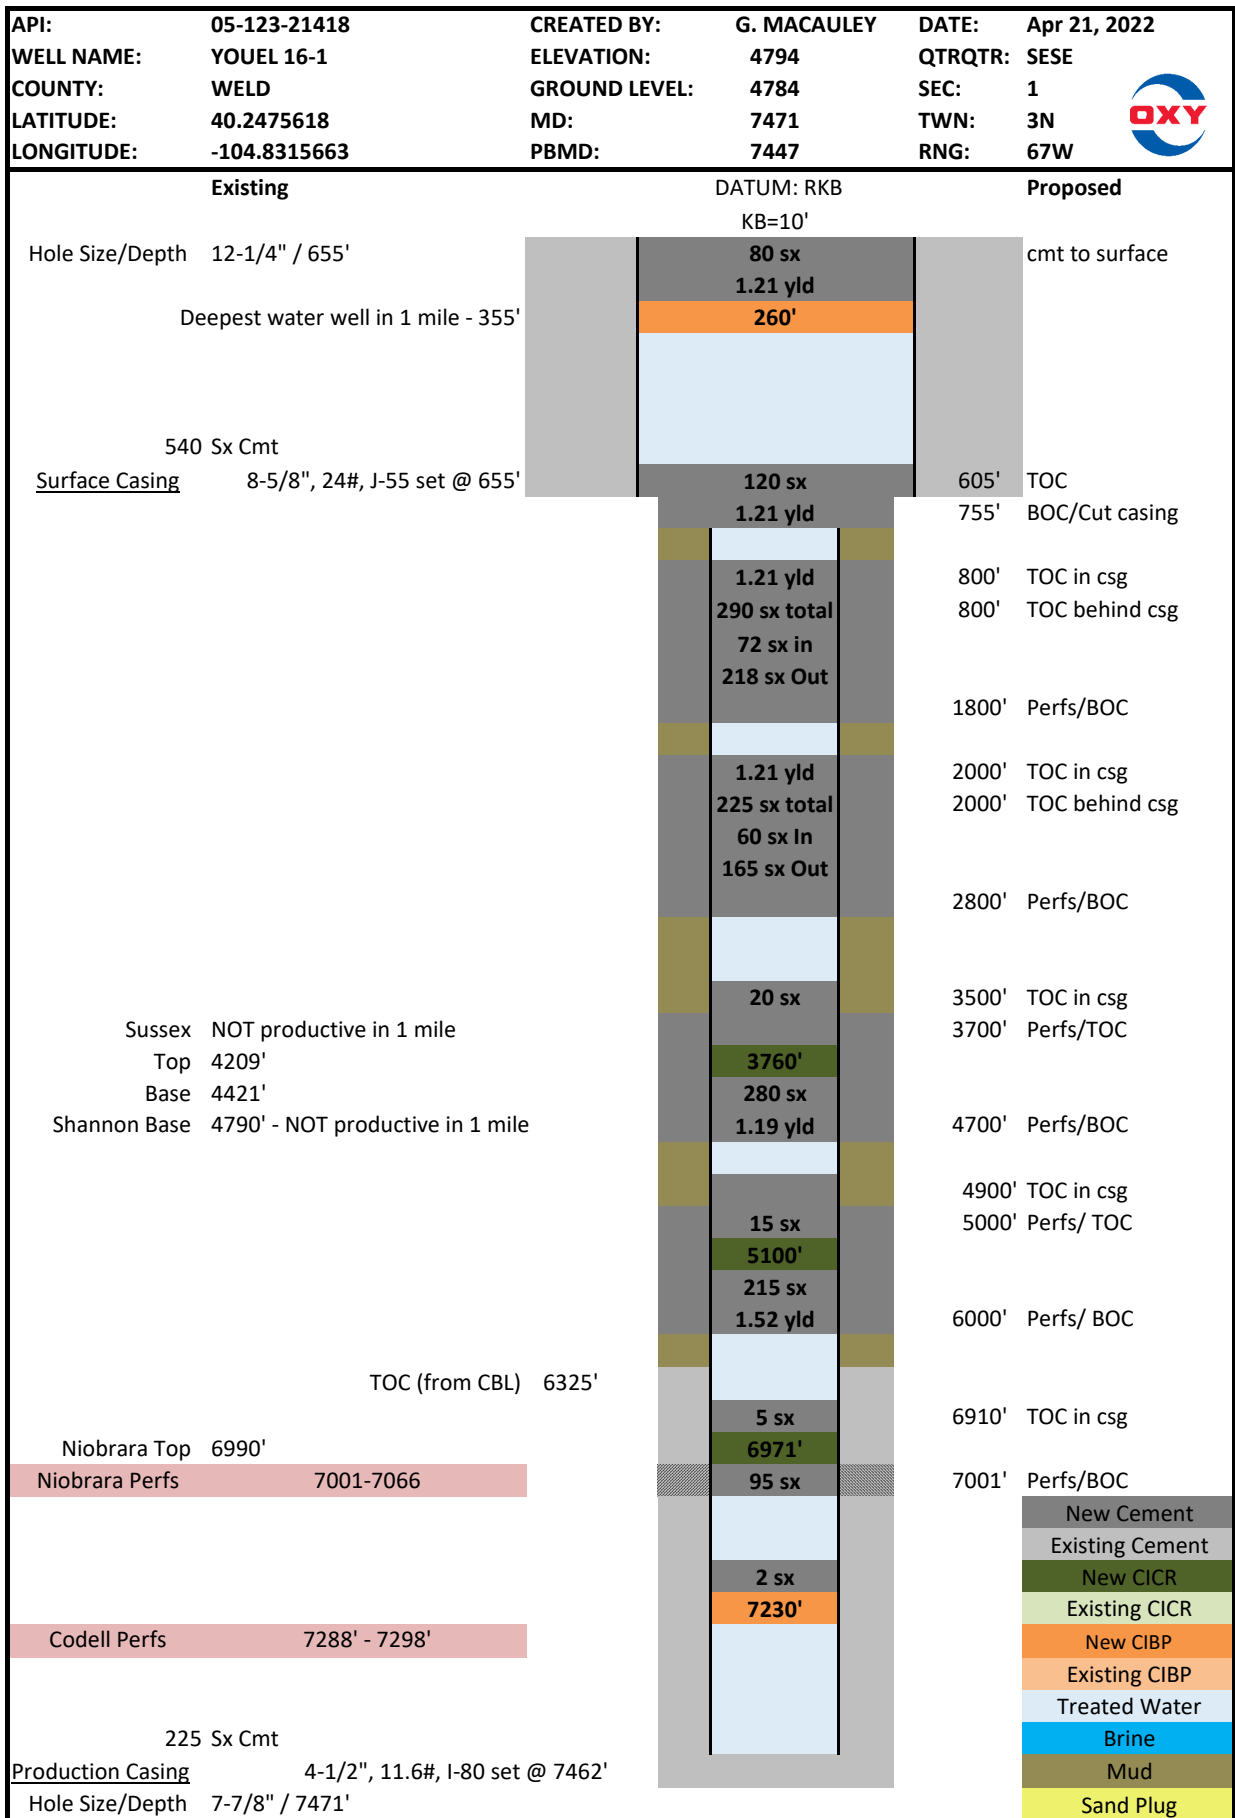 API: 05-123-21418 CREATED BY: G. MACAULEY DATE: Apr 21, 2022
WELL NAME: YOUEL 16-1 ELEVATION: 4794 QTRQTR: SESE
COUNTY: WELD GROUND LEVEL: 4784 SEC: 1
LATITUDE: 40.2475618 MD: 7471 TWN: 3N
LONGITUDE: -104.8315663 PBMD: 7447 RNG: 67W
OXY
Existing DATUM: RKB Proposed
KB=10'
Hole Size/Depth 12-1/4" / 655' 80 sx cmt to surface
1.21 yld
Deepest water well in 1 mile - 355' 260'
540 Sx Cmt
Surface Casing 8-5/8", 24#, J-55 set @ 655' 120 sx 605' TOC
1.21 yld 755' BOC/Cut casing
1.21 yld 800' TOC in csg
290 sx total 800' TOC behind csg
72 sx in
218 sx Out
1800' Perfs/BOC
1.21 yld 2000' TOC in csg
225 sx total 2000' TOC behind csg
60 sx In
165 sx Out
2800' Perfs/BOC
20 sx 3500' TOC in csg
Sussex NOT productive in 1 mile 3700' Perfs/TOC
Top 4209' 3760'
Base 4421' 280 sx
Shannon Base 4790' - NOT productive in 1 mile 1.19 yld 4700' Perfs/BOC
4900' TOC in csg
15 sx 5000' Perfs/ TOC
5100'
215 sx
1.52 yld 6000' Perfs/ BOC
TOC (from CBL) 6325'
5 sx 6910' TOC in csg
Niobrara Top 6990' 6971'
Niobrara Perfs 7001-7066 95 sx 7001' Perfs/BOC
New Cement
Existing Cement
2 sx New CICR
7230' Existing CICR
Codell Perfs 7288' - 7298' New CIBP
Existing CIBP
Treated Water
225 Sx Cmt Brine
Production Casing 4-1/2", 11.6#, I-80 set @ 7462' Mud
Hole Size/Depth 7-7/8" / 7471' Sand Plug